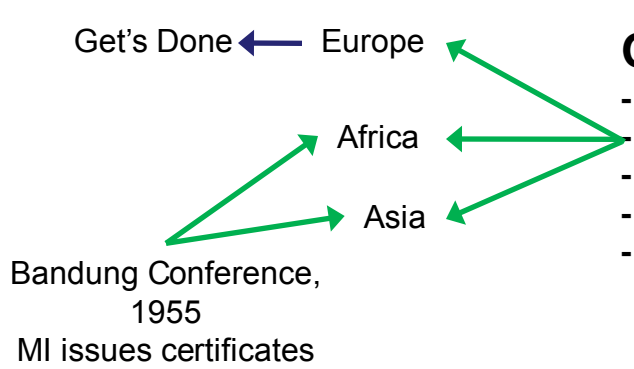 Get's Done
Europe
Africa
Asia
Bandung Conference,
1955
MI issues certificates
-
-
-
-
-